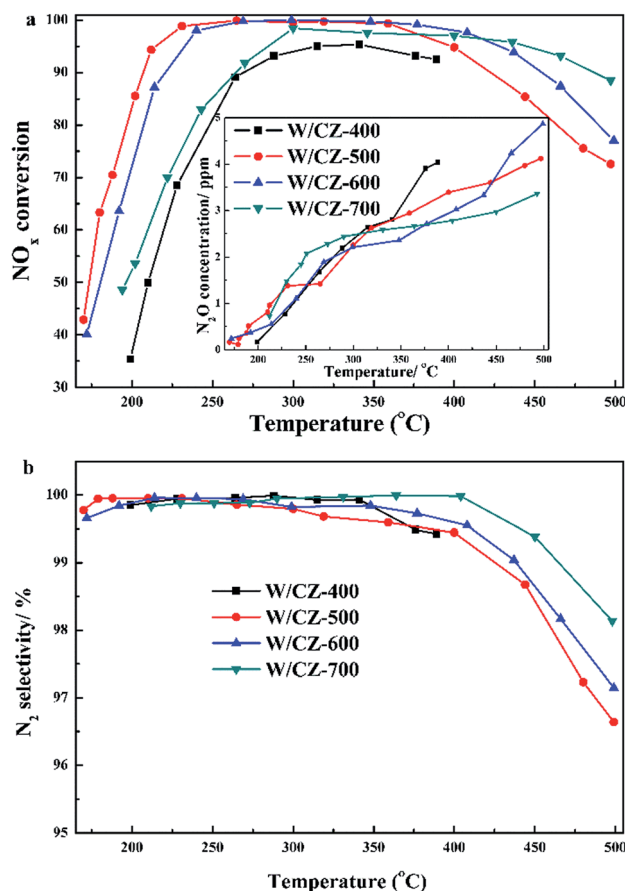 a
100
90
80
70
60
50
40
30
NOx conversion
W/CZ-400
W/CZ-500
W/CZ-600
W/CZ-700
5
4
3
2
1
0
N2O concentration/ ppm
200 250 300 350 400 450 500
Temperature/ °C
200 250 300 350 400 450 500
Temperature (°C)
b
100
99
98
97
96
95
N2 selectivity/ %
W/CZ-400
W/CZ-500
W/CZ-600
W/CZ-700
200 250 300 350 400 450 500
Temperature (°C)